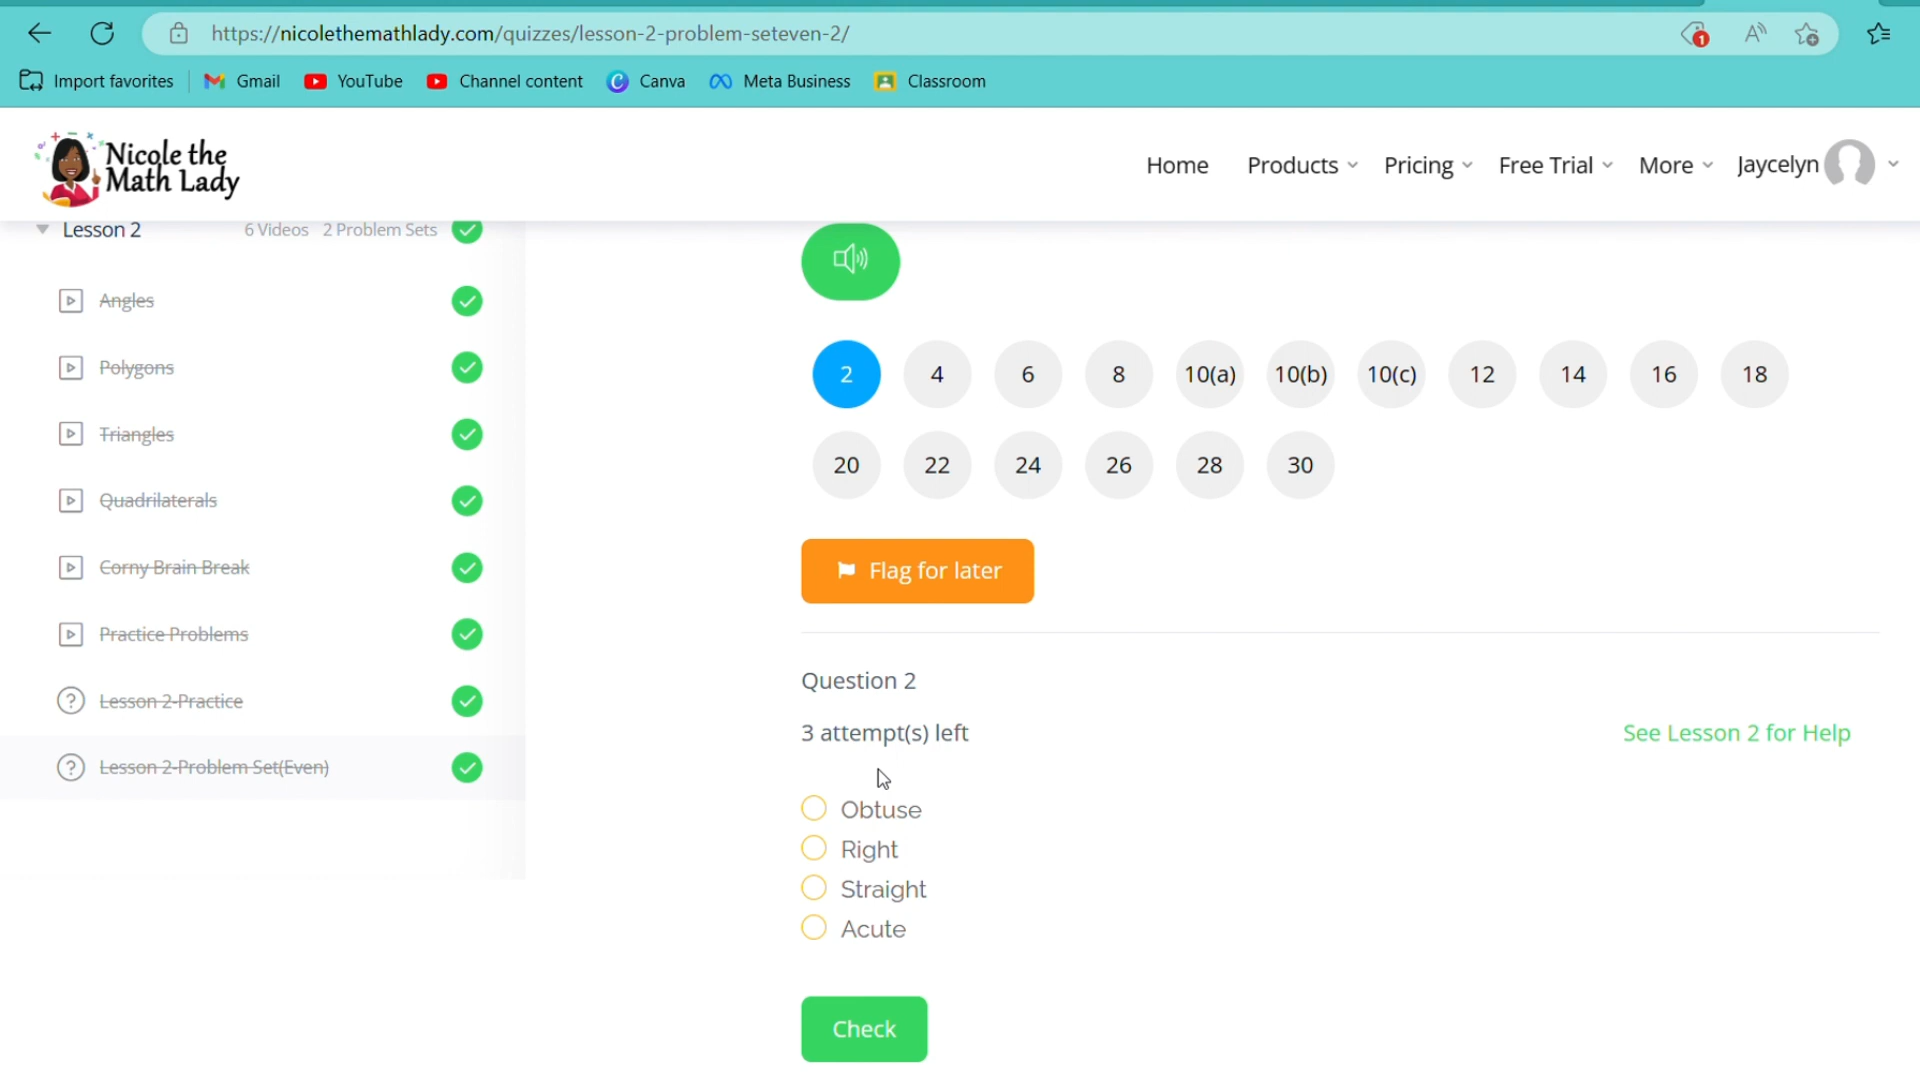 https://nicolethemathlady.com/quizzes/lesson-2-problem-seteven-2/
1
Import favorites Gmail YouTube Channel content Canva Meta Business Classroom
Nicole the
Math Lady
Home Products Pricing Free Trial More Jaycelyn
Lesson 2 6 Videos 2 Problem Sets
Angles
Polygons
Triangles
Quadrilaterals
Corny Brain Break
Practice Problems
Lesson 2-Practice
Lesson 2-Problem Set(Even)
2 4 6 8 10(a) 10(b) 10(c) 12 14 16 18
20 22 24 26 28 30
Flag for later
Question 2
3 attempt(s) left
See Lesson 2 for Help
Obtuse
Right
Straight
Acute
Check